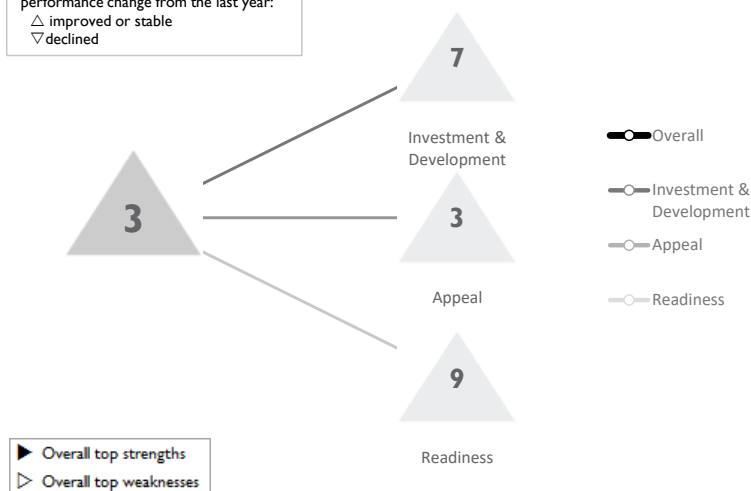 performance change from the last year:
△ improved or stable
▽ declined
7
Investment &
Development
3
3
Appeal
9
Readiness
Overall
Investment &
Development
Appeal
Readiness
▶ Overall top strengths
▷ Overall top weaknesses